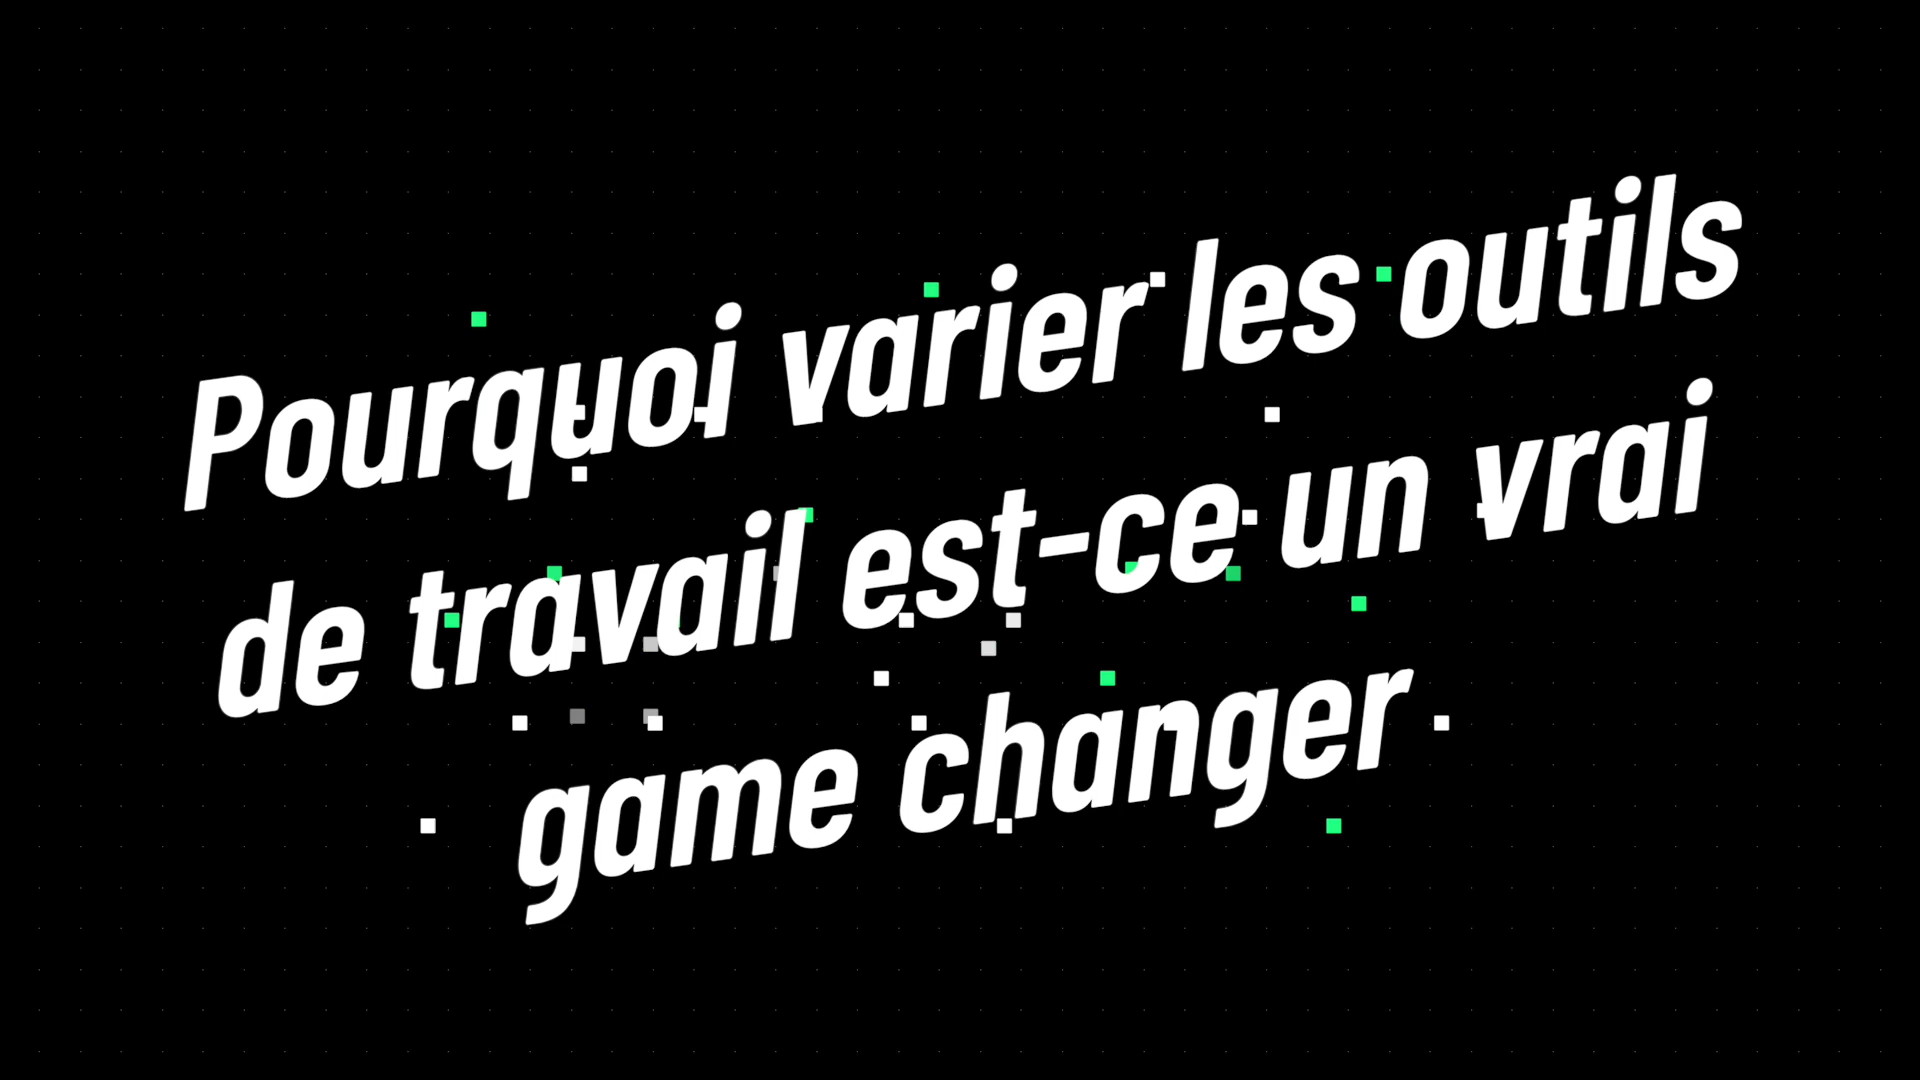 Pourquoi varier les outils
de travail est-ce un vrai
game changer